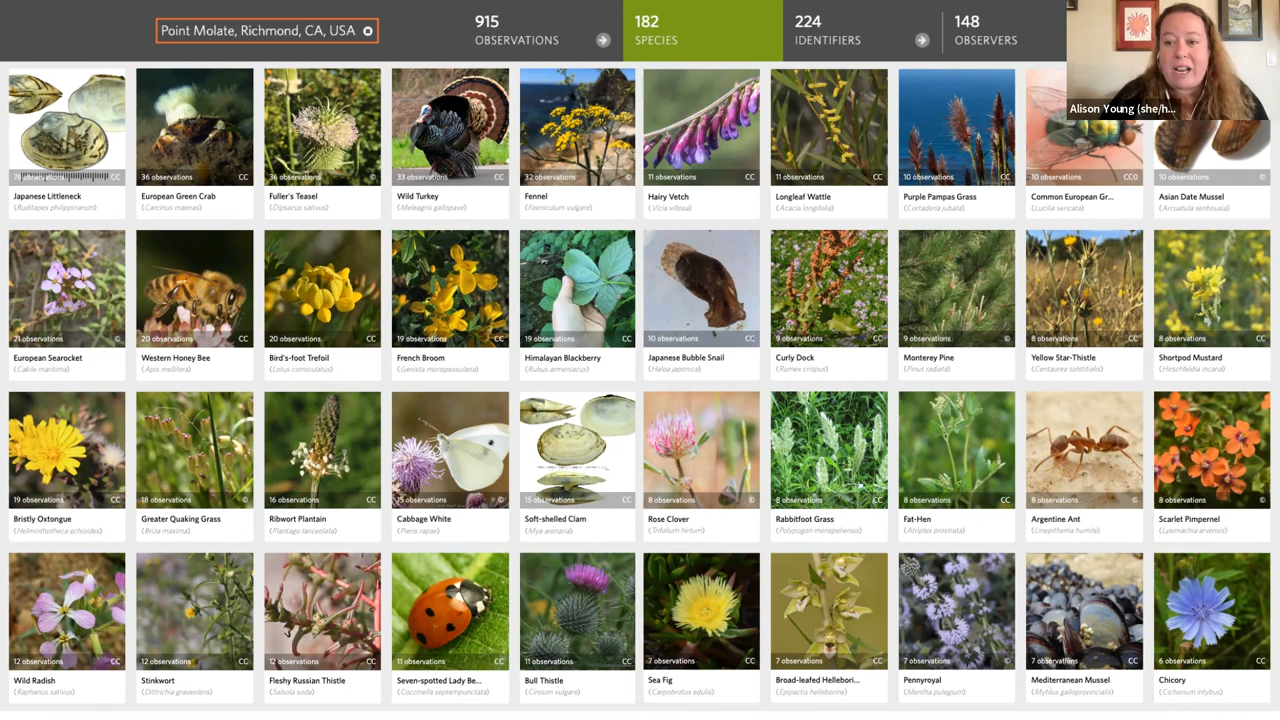 Point Molate, Richmond, CA, USA
915
OBSERVATIONS
182
SPECIES
224
IDENTIFIERS
148
OBSERVERS
Alison Young (she/h...
observations CC
Japanese Littleneck
(Ruditapes philippinarum)
36 observations CC
European Green Crab
(Carcinus maenas)
36 observations ©
Fuller's Teasel
(Dipsacus sativus)
33 observations CC
Wild Turkey
(Meleagris gallopavo)
32 observations ©
Fennel
(Foeniculum vulgare)
11 observations CC
Hairy Vetch
(Vicia villosa)
11 observations CC
Longleaf Wattle
(Acacia longifolia)
10 observations CC
Purple Pampas Grass
(Cortaderia jubata)
10 observations CC0
Common European Gr...
(Lucilia sericata)
10 observations ©
Asian Date Mussel
(Arcuatula senhousia)
21 observations ©
European Searocket
(Cakile maritima)
20 observations CC
Western Honey Bee
(Apis mellifera)
20 observations CC
Bird's-foot Trefoil
(Lotus corniculatus)
19 observations CC
French Broom
(Genista monspessulana)
19 observations CC
Himalayan Blackberry
(Rubus armeniacus)
10 observations CC
Japanese Bubble Snail
(Haloa japonica)
9 observations CC
Curly Dock
(Rumex crispus)
9 observations ©
Monterey Pine
(Pinus radiata)
8 observations CC
Yellow Star-Thistle
(Centaurea solstitialis)
8 observations CC
Shortpod Mustard
(Hirschfeldia incana)
19 observations CC
Bristly Oxtongue
(Helminthotheca echioides)
18 observations ©
Greater Quaking Grass
(Briza maxima)
16 observations CC
Ribwort Plantain
(Plantago lanceolata)
15 observations ©
Cabbage White
(Pieris rapae)
15 observations CC
Soft-shelled Clam
(Mya arenaria)
8 observations ©
Rose Clover
(Trifolium hirtum)
8 observations CC
Rabbitfoot Grass
(Polypogon monspeliensis)
8 observations CC
Fat-Hen
(Atriplex prostrata)
8 observations ©
Argentine Ant
(Linepithema humile)
8 observations ©
Scarlet Pimpernel
(Lysimachia arvensis)
12 observations CC
Wild Radish
(Raphanus sativus)
12 observations CC
Stinkwort
(Dittrichia graveolens)
12 observations CC
Fleshy Russian Thistle
(Salsola soda)
11 observations CC
Seven-spotted Lady Be...
(Coccinella septempunctata)
11 observations CC
Bull Thistle
(Cirsium vulgare)
7 observations CC
Sea Fig
(Carpobrotus edulis)
7 observations CC
Broad-leafed Hellebori...
(Epipactis helleborine)
7 observations ©
Pennyroyal
(Mentha pulegium)
7 observations CC
Mediterranean Mussel
(Mytilus galloprovincialis)
6 observations CC
Chicory
(Cichorium intybus)